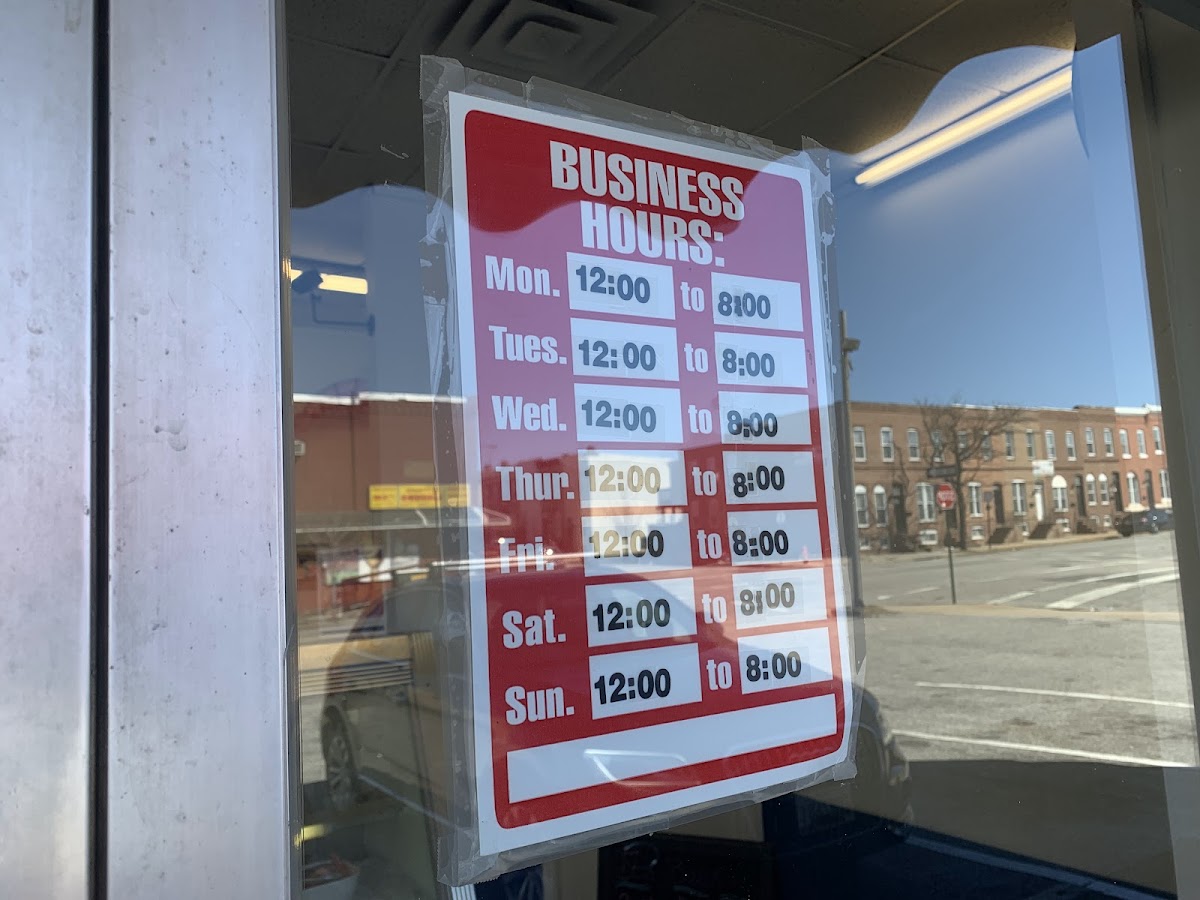 BUSINESS
HOURS:
Mon. 12:00 to 8:00
Tues. 12:00 to 8:00
Wed. 12:00 to 8:00
Thur. 12:00 to 8:00
Fri. 12:00 to 8:00
Sat. 12:00 to 8:00
Sun. 12:00 to 8:00